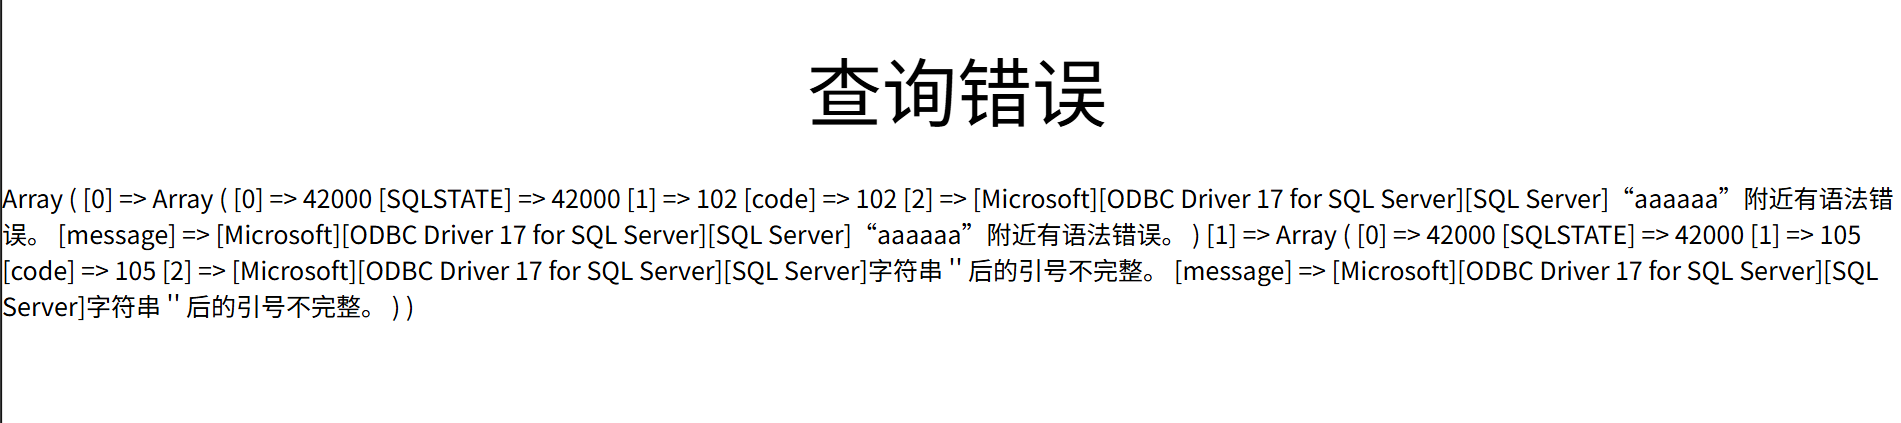 查询错误
Array ( [0] => Array ( [0] => 42000 [SQLSTATE] => 42000 [1] => 102 [code] => 102 [2] => [Microsoft][ODBC Driver 17 for SQL Server][SQL Server]“aaaaaa”附近有语法错
误。 [message] => [Microsoft][ODBC Driver 17 for SQL Server][SQL Server]“aaaaaa”附近有语法错误。 ) [1] => Array ( [0] => 42000 [SQLSTATE] => 42000 [1] => 105
[code] => 105 [2] => [Microsoft][ODBC Driver 17 for SQL Server][SQL Server]字符串 '' 后的引号不完整。 [message] => [Microsoft][ODBC Driver 17 for SQL Server][SQL
Server]字符串 '' 后的引号不完整。 ) )